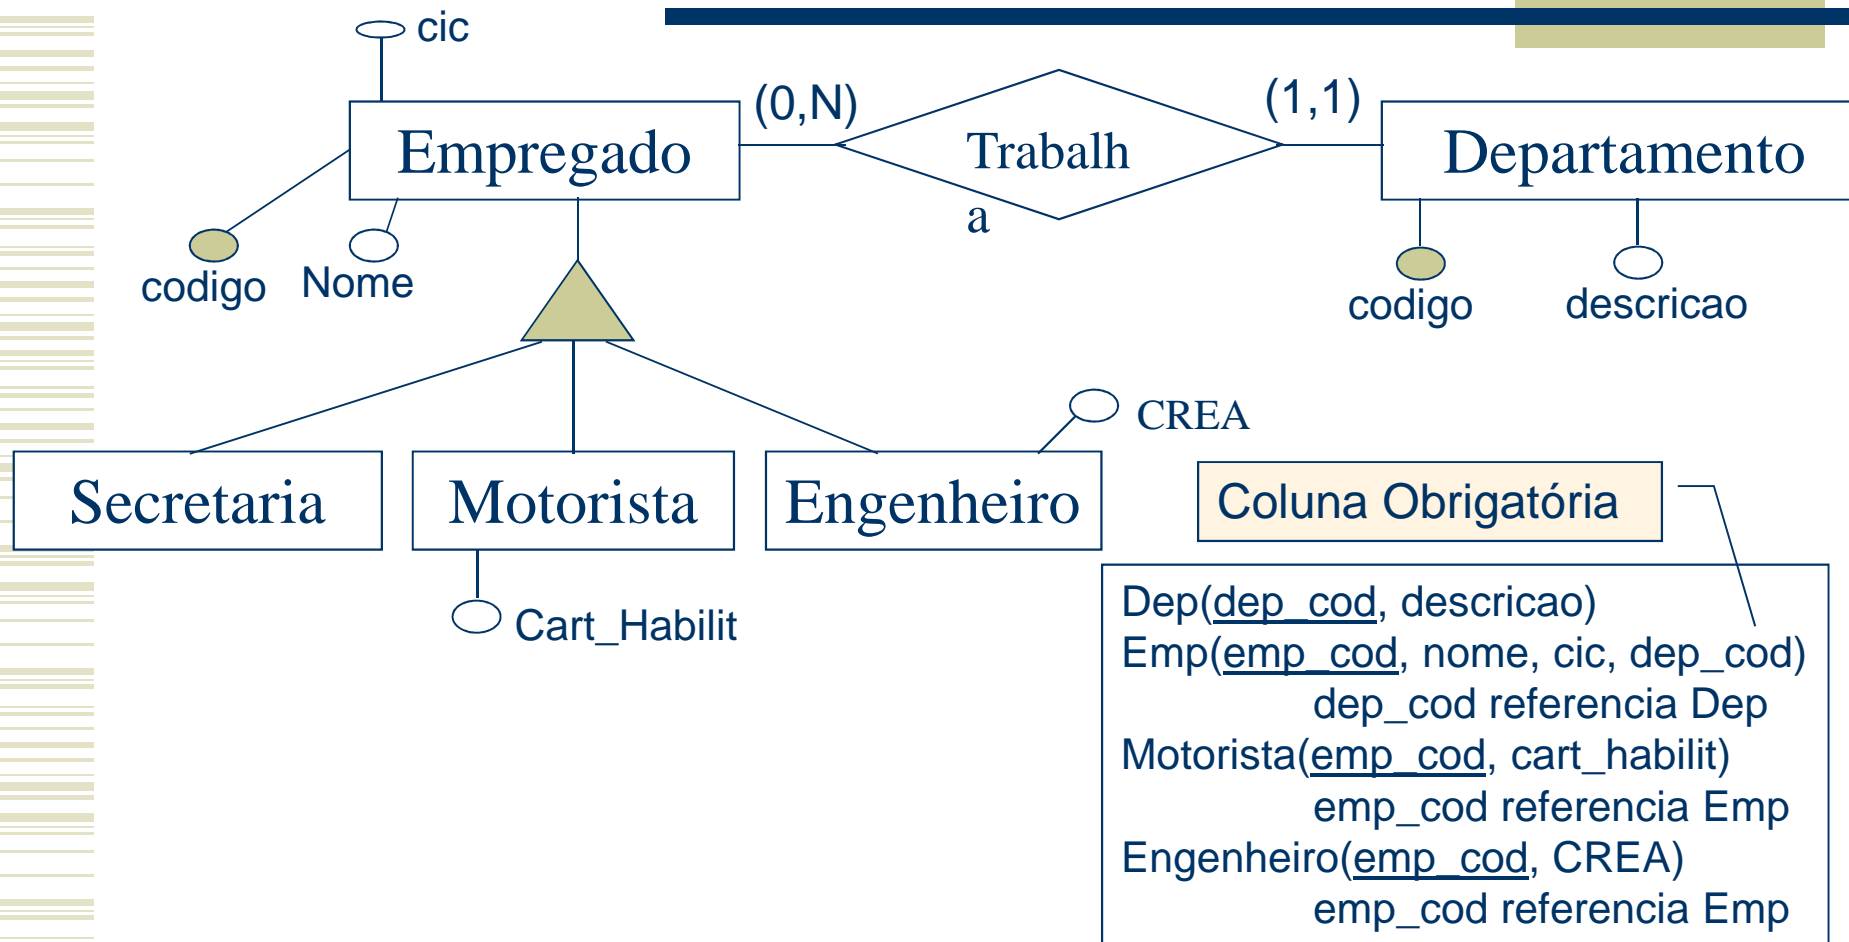 cic
(0,N)
(1,1)
Empregado
Trabalh
a
Departamento
codigo
Nome
codigo
descricao
CREA
Secretaria
Motorista
Engenheiro
Coluna Obrigatória
Cart_Habilit
Dep(dep_cod, descricao)
Emp(emp_cod, nome, cic, dep_cod)
dep_cod referencia Dep
Motorista(emp_cod, cart_habilit)
emp_cod referencia Emp
Engenheiro(emp_cod, CREA)
emp_cod referencia Emp